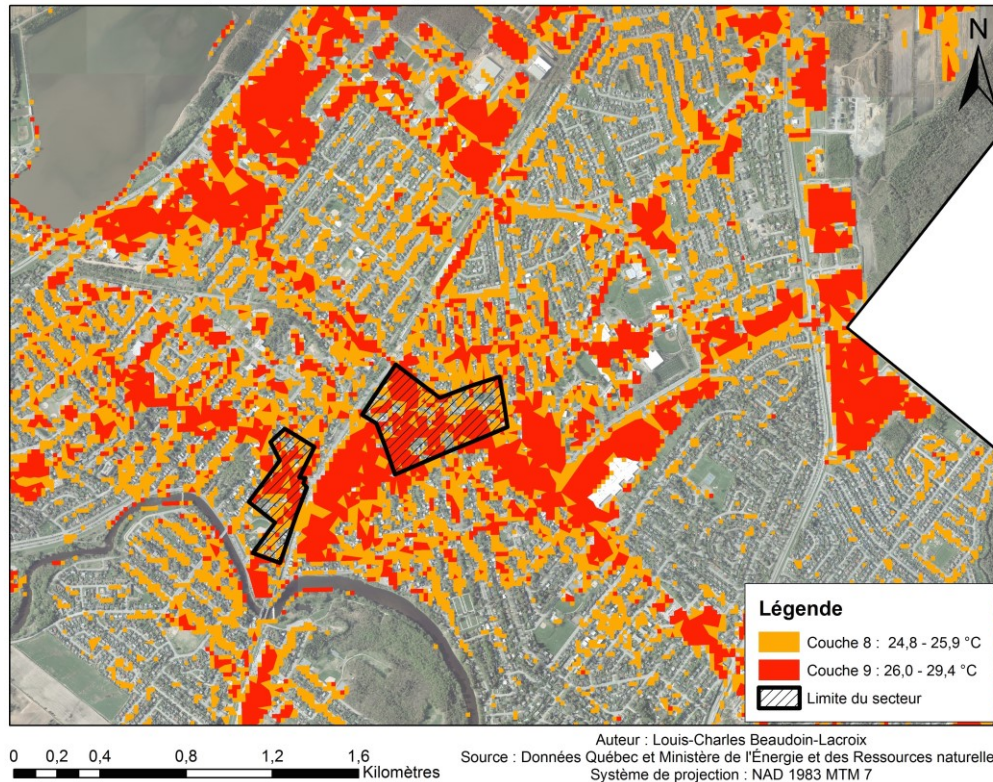 N
Légende
Couche 8 : 24,8 - 25,9 °C
Couche 9 : 26,0 - 29,4 °C
Limite du secteur
0 0,2 0,4 0,8 1,2 1,6
Kilomètres
Auteur : Louis-Charles Beaudoin-Lacroix
Source : Données Québec et Ministère de l'Énergie et des Ressources naturelle
Système de projection : NAD 1983 MTM 7